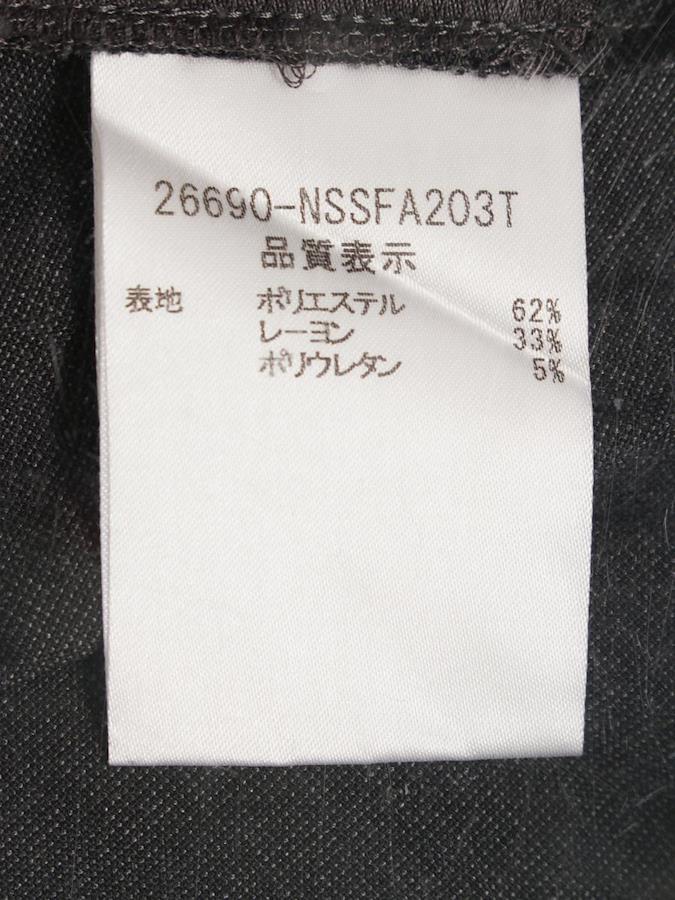 26690-NSSFA203T
品質表示
表地 ポリエステル 62%
レーヨン 33%
ポリウレタン 5%